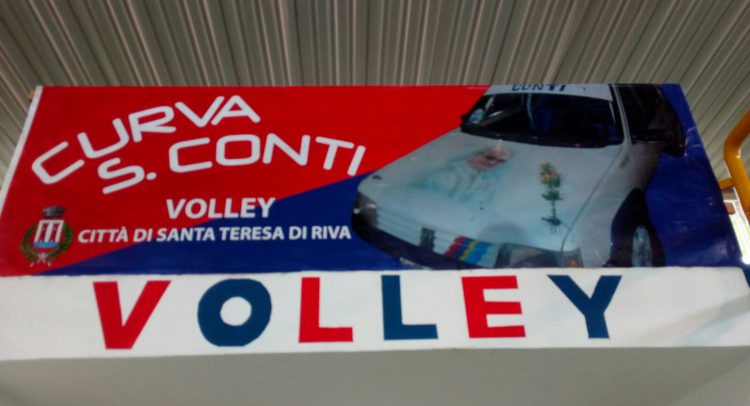 CURVA
S. CONTI
VOLLEY
CITTÀ DI SANTA TERESA DI RIVA
CONTI
VOLLEY